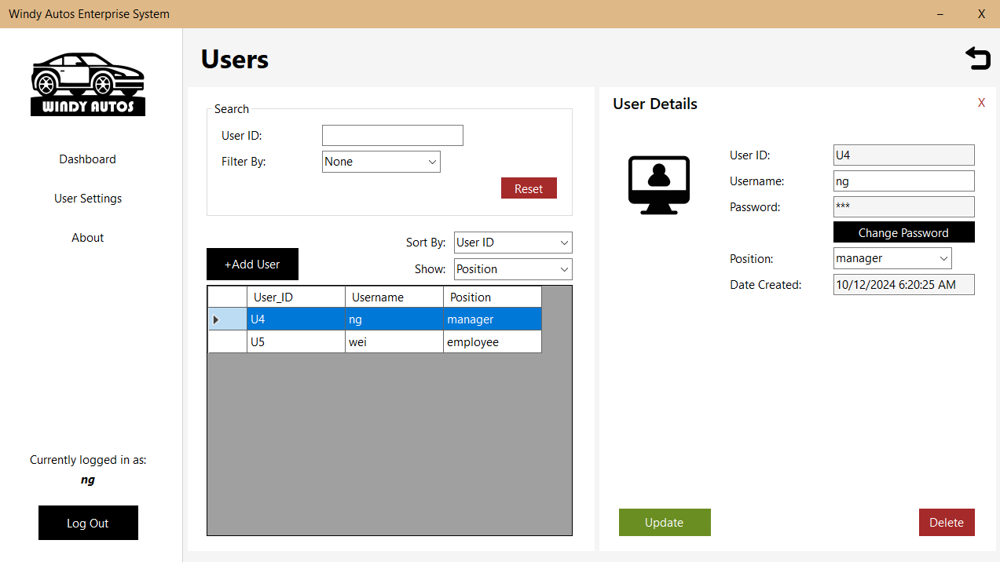 Windy Autos Enterprise System
– X
WINDY AUTOS
Dashboard
User Settings
About
Currently logged in as:
ng
Log Out
Users
Search
User ID:
Filter By: None
Reset
Sort By: User ID
+Add User
Show: Position
User_ID Username Position
U4 ng manager
U5 wei employee
User Details X
User ID: U4
Username: ng
Password: ***
Change Password
Position: manager
Date Created: 10/12/2024 6:20:25 AM
Update Delete